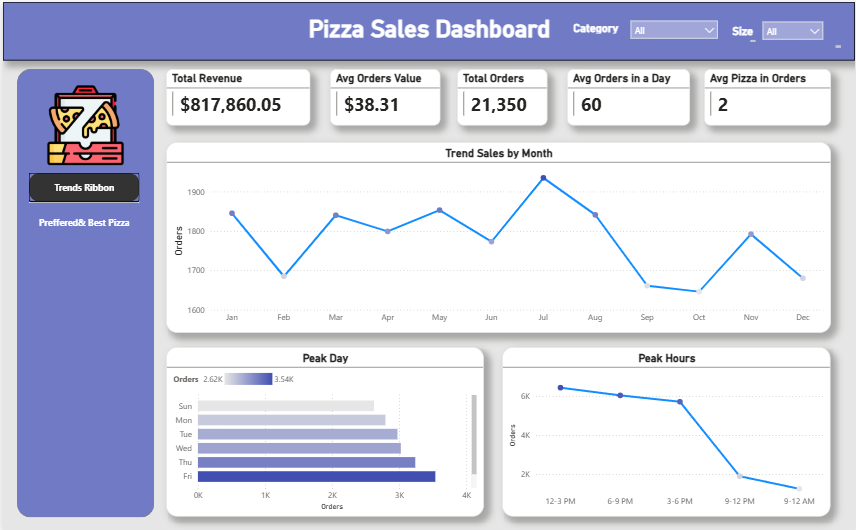 Pizza Sales Dashboard
Category
All
Size
All
Total Revenue
$817,860.05
Avg Orders Value
$38.31
Total Orders
21,350
Avg Orders in a Day
60
Avg Pizza in Orders
2
Trends Ribbon
Preffered& Best Pizza
Trend Sales by Month
Orders
1900
1800
1700
1600
Jan Feb Mar Apr May Jun Jul Aug Sep Oct Nov Dec
Peak Day
Orders 2.62K 3.54K
Sun
Mon
Tue
Wed
Thu
Fri
0K 1K 2K 3K 4K
Orders
Peak Hours
Orders
6K
4K
2K
12-3 PM 6-9 PM 3-6 PM 9-12 PM 9-12 AM